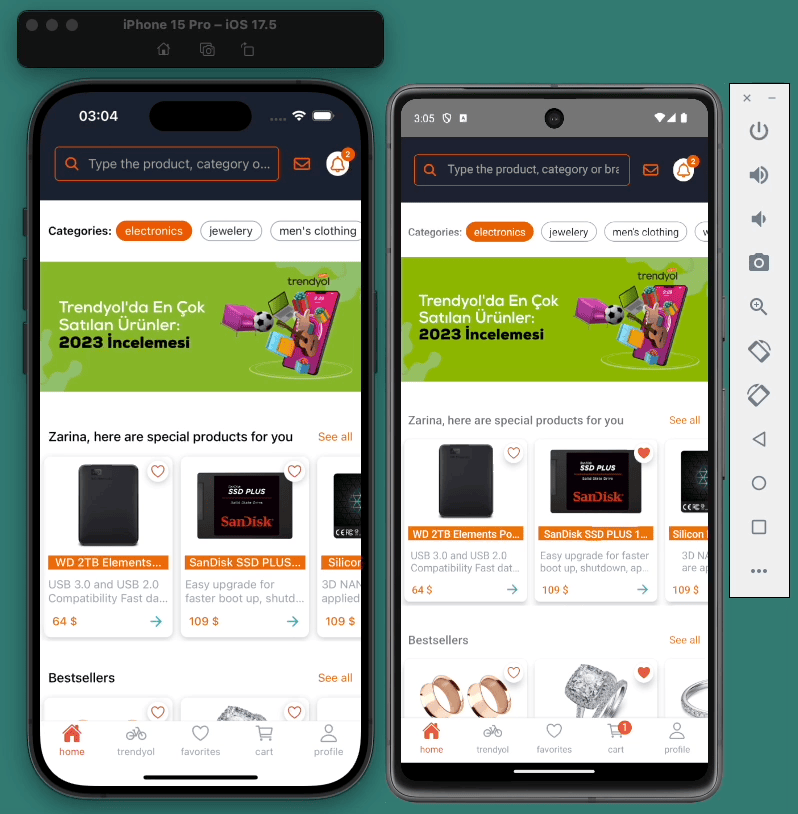 iPhone 15 Pro – iOS 17.5
03:04
Type the product, category o...
2
Categories:
electronics
jewelery
men's clothing
trendyol
Trendyol'da En Çok
Satılan Ürünler:
2023 İncelemesi
Zarina, here are special products for you
See all
SanDisk
SSD PLUS
Solid State Drive
SanDisk
WD 2TB Elements...
SanDisk SSD PLUS...
Silicon
USB 3.0 and USB 2.0
Compatibility Fast da...
Easy upgrade for
faster boot up, shutd...
3D NAN
applied
64 $
109 $
109 $
Bestsellers
See all
home
trendyol
favorites
cart
profile
3:05
Type the product, category or bra
2
Categories:
electronics
jewelery
men's clothing
w
trendyol
Trendyol'da En Çok
Satılan Ürünler:
2023 İncelemesi
Zarina, here are special products for you
See all
SSD PLUS
Solid State Drive
SanDisk
WD 2TB Elements Po...
SanDisk SSD PLUS 1...
Silicon
USB 3.0 and USB 2.0
Compatibility Fast dat...
Easy upgrade for faster
boot up, shutdown, ap...
3D NA
are ap
64 $
109 $
109 $
Bestsellers
See all
1
home
trendyol
favorites
cart
profile